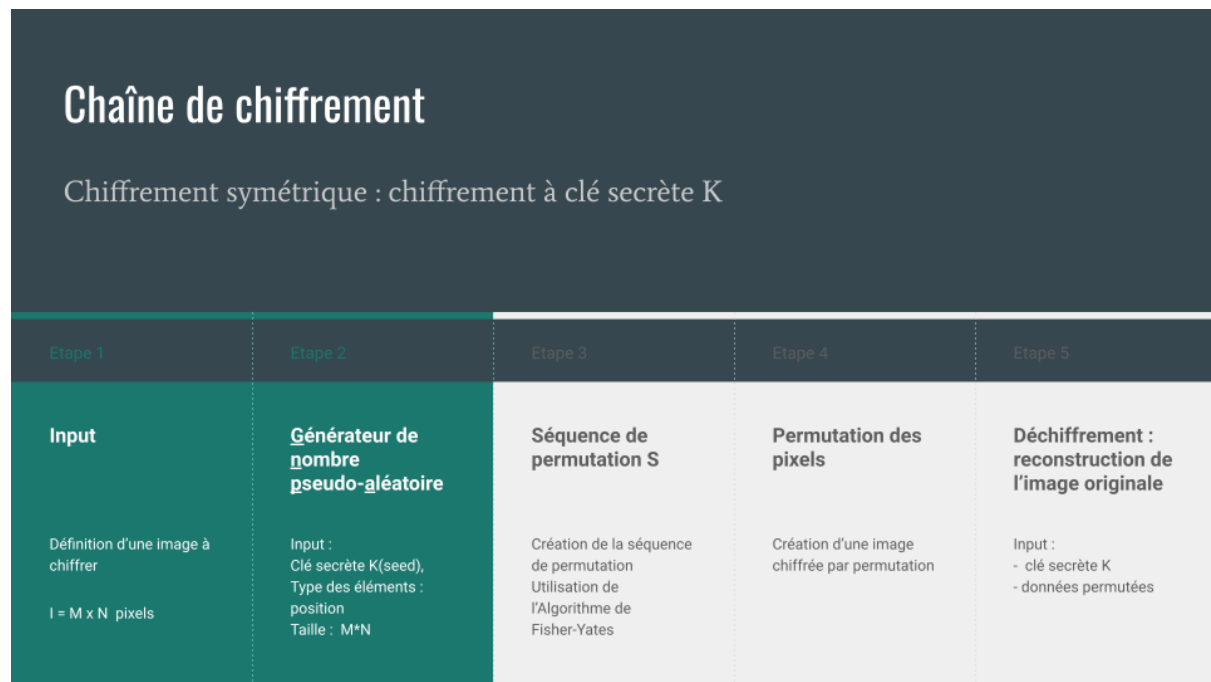 Chaîne de chiffrement
Chiffrement symétrique : chiffrement à clé secrète K
Etape 1
Input
Définition d'une image à
chiffrer
I = M x N pixels
Etape 2
Générateur de
nombre
pseudo-aléatoire
Input :
Clé secrète K(seed),
Type des éléments :
position
Taille : M*N
Etape 3
Séquence de
permutation S
Création de la séquence
de permutation
Utilisation de
l'Algorithme de
Fisher-Yates
Etape 4
Permutation des
pixels
Création d'une image
chiffrée par permutation
Etape 5
Déchiffrement :
reconstruction de
l'image originale
Input :
- clé secrète K
- données permutées